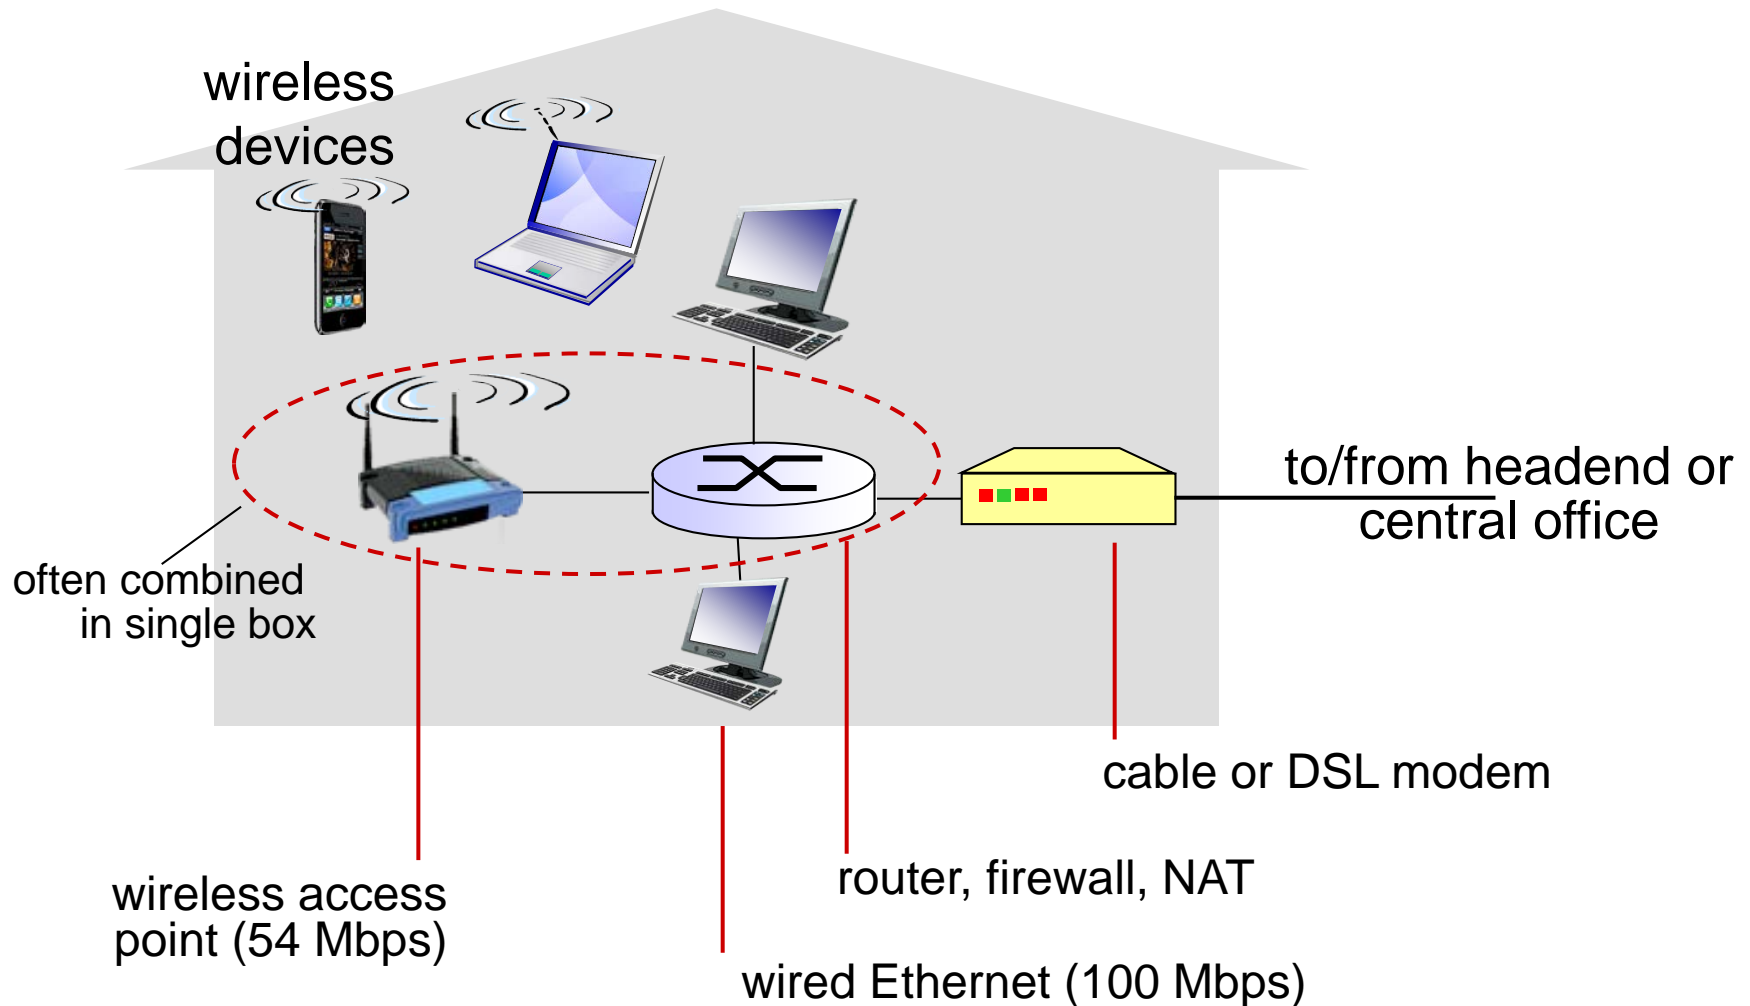 wireless
devices
to/from headend or
central office
often combined
in single box
cable or DSL modem
router, firewall, NAT
wireless access
point (54 Mbps)
wired Ethernet (100 Mbps)